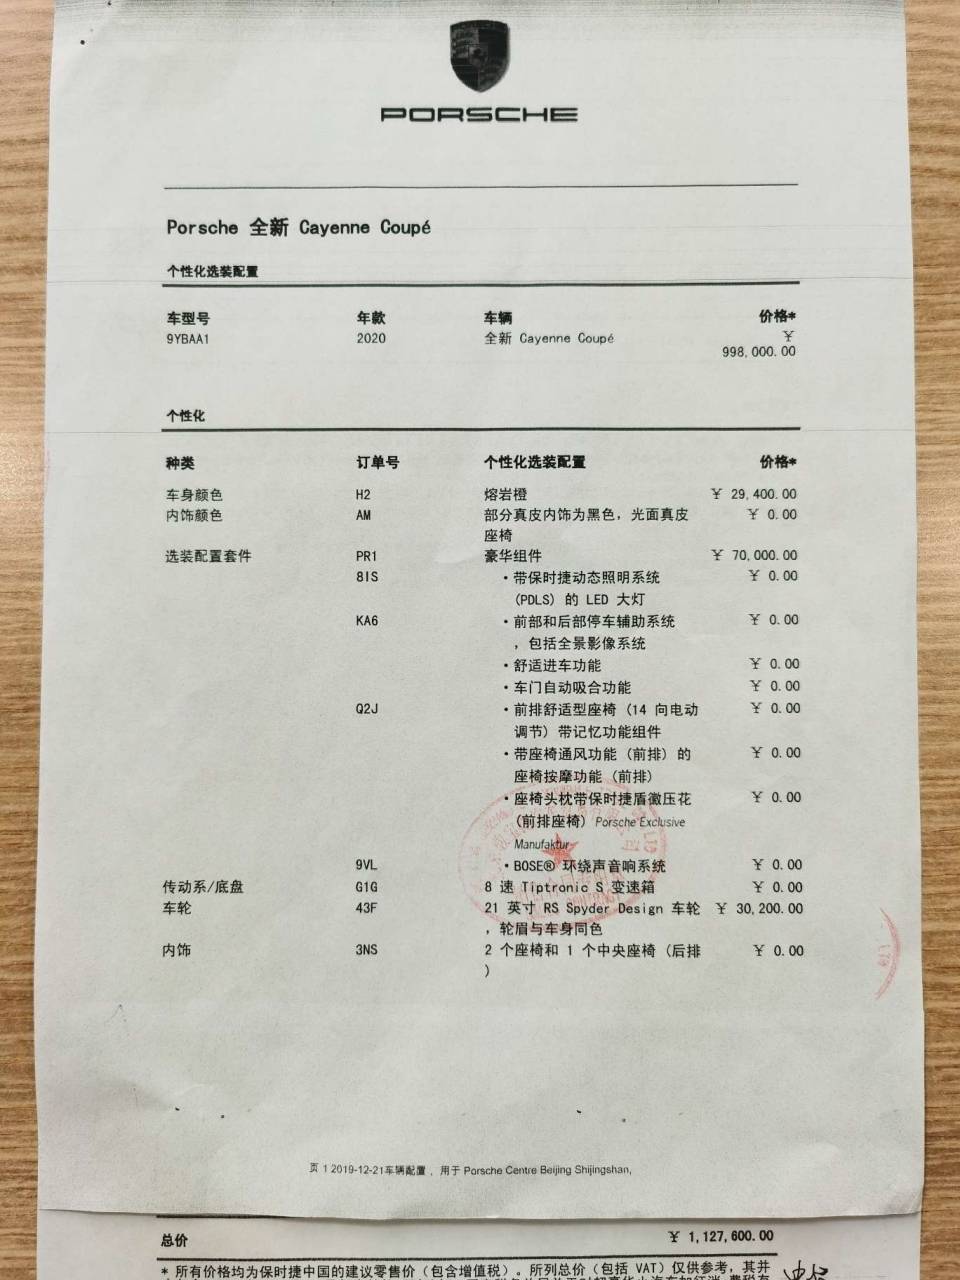 PORSCHE
Porsche 全新 Cayenne Coupé
个性化选装配置
车型号 年款 车辆 价格*
9YBAA1 2020 全新 Cayenne Coupé ¥
998,000.00
个性化
种类 订单号 个性化选装配置 价格*
车身颜色 H2 熔岩橙 ¥ 29,400.00
内饰颜色 AM 部分真皮内饰为黑色，光面真皮 ¥ 0.00
座椅
选装配置套件 PR1 豪华组件 ¥ 70,000.00
8IS ・带保时捷动态照明系统 ¥ 0.00
(PDLS) 的 LED 大灯
KA6 ・前部和后部停车辅助系统 ¥ 0.00
，包括全景影像系统
・舒适进车功能 ¥ 0.00
・车门自动吸合功能 ¥ 0.00
Q2J ・前排舒适型座椅 (14 向电动 ¥ 0.00
调节) 带记忆功能组件
・带座椅通风功能 (前排) 的 ¥ 0.00
座椅按摩功能 (前排)
・座椅头枕带保时捷盾徽压花 ¥ 0.00
(前排座椅) Porsche Exclusive
Manufaktur
9VL ・BOSE® 环绕声音响系统 ¥ 0.00
传动系/底盘 G1G 8 速 Tiptronic S 变速箱 ¥ 0.00
车轮 43F 21 英寸 RS Spyder Design 车轮 ¥ 30,200.00
，轮眉与车身同色
内饰 3NS 2 个座椅和 1 个中央座椅 (后排 ¥ 0.00
)
页 1 2019-12-21车辆配置，用于 Porsche Centre Beijing Shijingshan,
总价 ¥ 1,127,600.00
* 所有价格均为保时捷中国的建议零售价（包含增值税）。所列总价（包括 VAT）仅供参考，其并